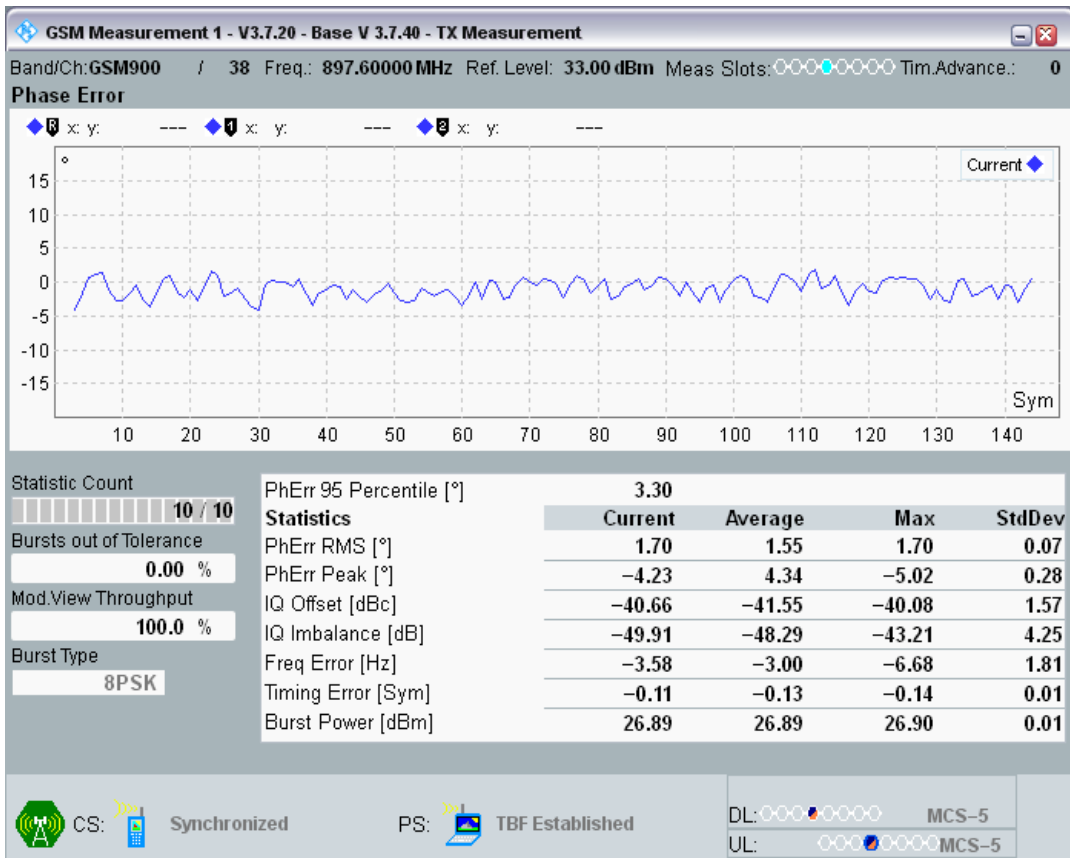 GSM Measurement 1 - V3.7.20 - Base V 3.7.40 - TX Measurement
Band/Ch:GSM900 / 38 Freq.: 897.60000 MHz Ref. Level: 33.00 dBm Meas Slots: Tim.Advance.: 0
Phase Error
R x: y: --- 1 x: y: --- 2 x: y: ---
°
Current
15
10
5
0
-5
-10
-15
Sym
10 20 30 40 50 60 70 80 90 100 110 120 130 140
Statistic Count
10 / 10
Bursts out of Tolerance
0.00 %
Mod.View Throughput
100.0 %
Burst Type
8PSK
PhErr 95 Percentile [°] 3.30
Statistics Current Average Max StdDev
PhErr RMS [°] 1.70 1.55 1.70 0.07
PhErr Peak [°] −4.23 4.34 −5.02 0.28
IQ Offset [dBc] −40.66 −41.55 −40.08 1.57
IQ Imbalance [dB] −49.91 −48.29 −43.21 4.25
Freq Error [Hz] −3.58 −3.00 −6.68 1.81
Timing Error [Sym] −0.11 −0.13 −0.14 0.01
Burst Power [dBm] 26.89 26.89 26.90 0.01
CS: Synchronized PS: TBF Established
DL: MCS−5
UL: MCS−5